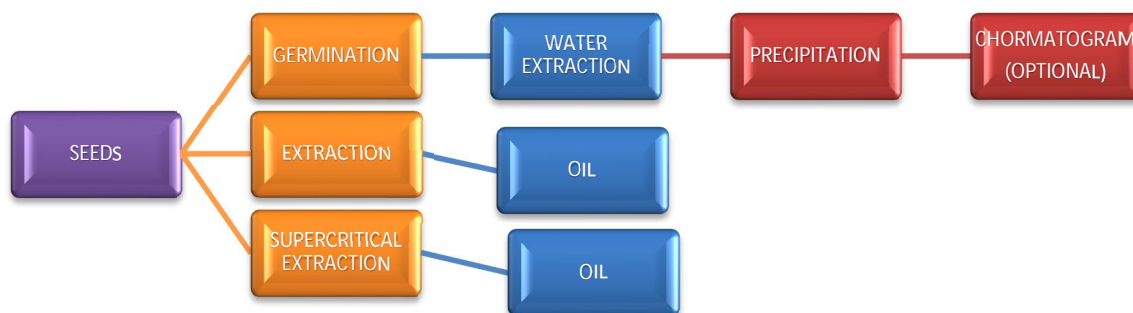 SEEDS
GERMINATION
WATER
EXTRACTION
PRECIPITATION
CHORMATOGRAM
(OPTIONAL)
EXTRACTION
OIL
SUPERCRITICAL
EXTRACTION
OIL